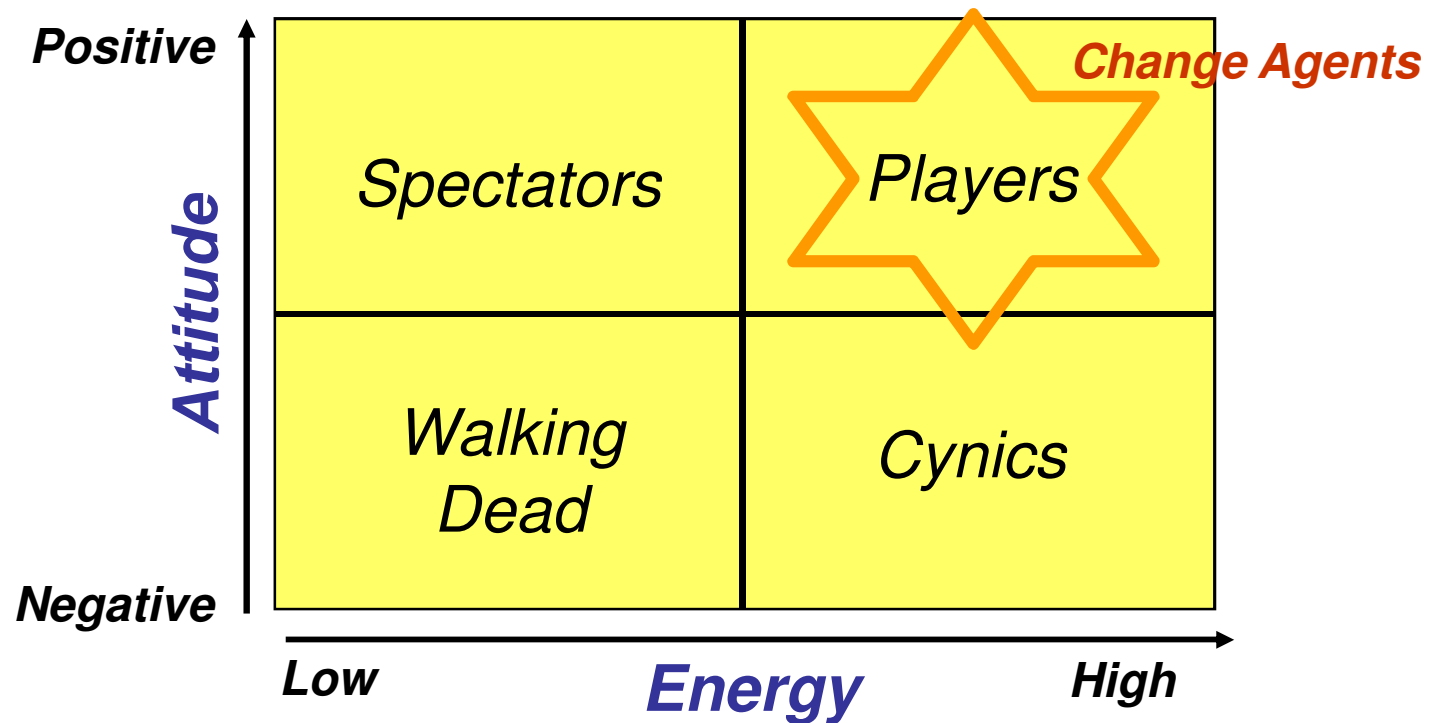 Positive
Change Agents
Spectators
Players
Attitude
Walking
Dead
Cynics
Negative
Low
Energy
High